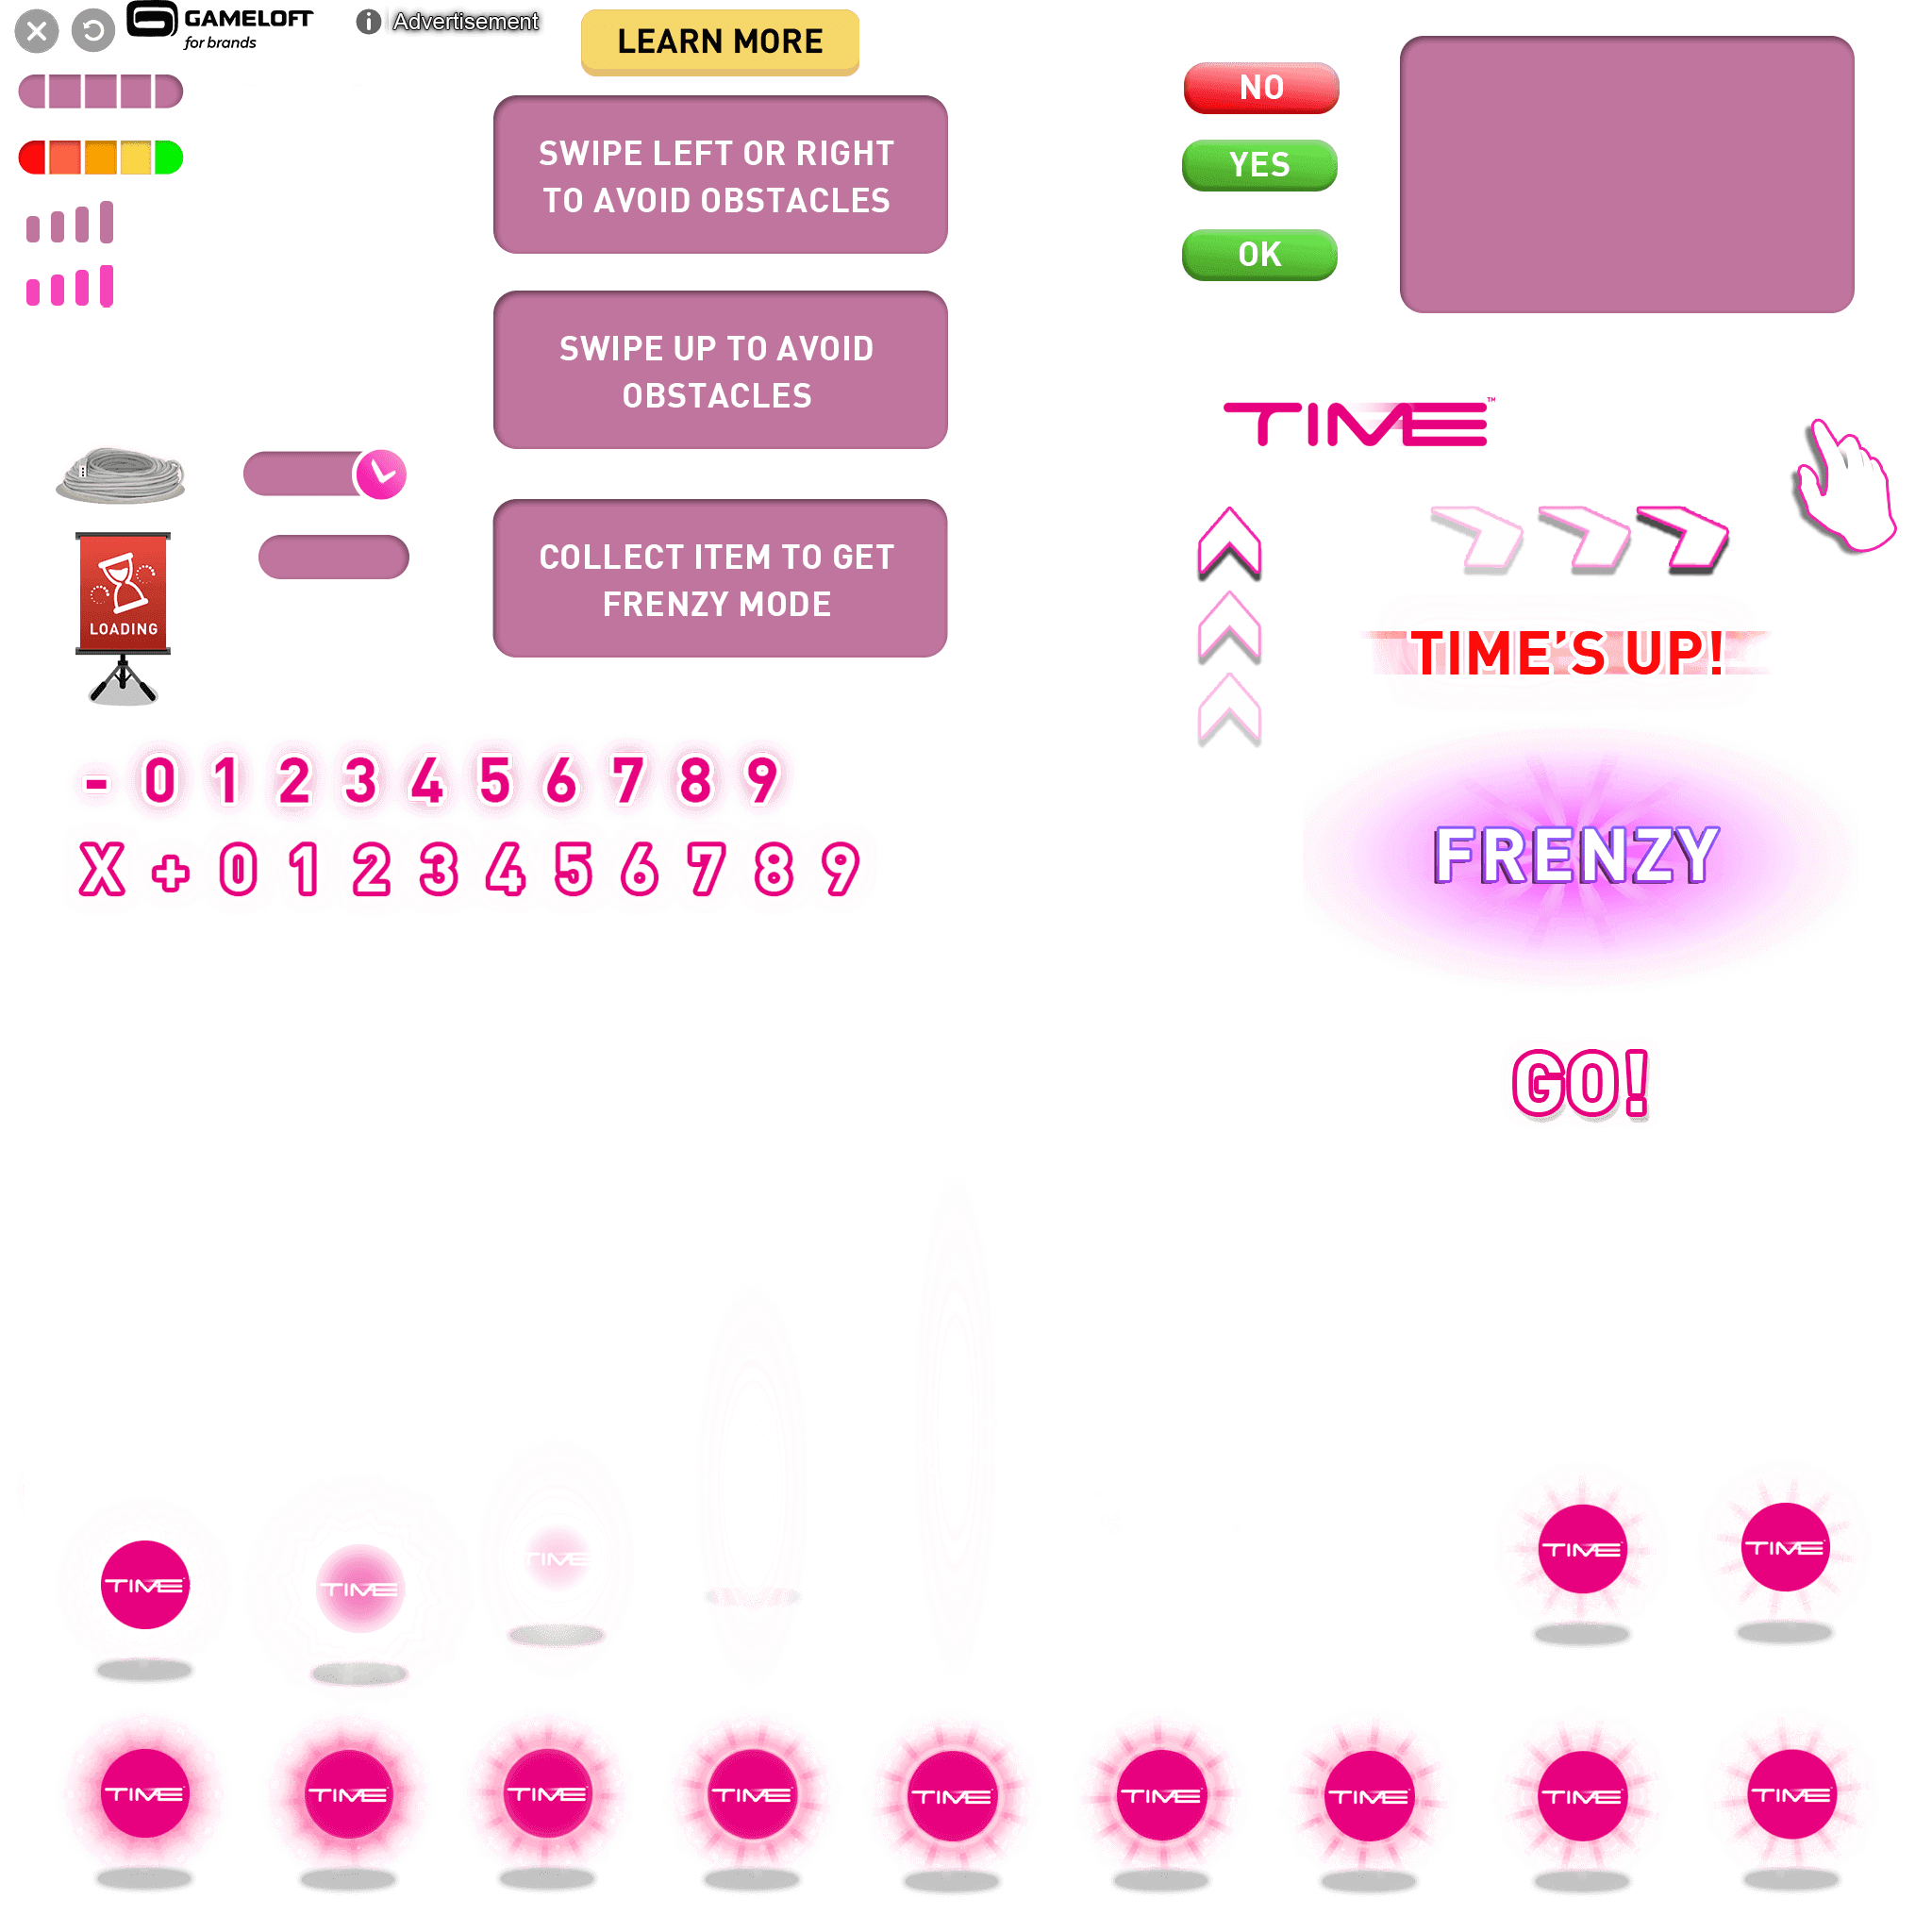 GAMELOFT
for brands
i Advertisement
LEARN MORE
NO
YES
OK
SWIPE LEFT OR RIGHT
TO AVOID OBSTACLES
SWIPE UP TO AVOID
OBSTACLES
TIME™
COLLECT ITEM TO GET
FRENZY MODE
LOADING
TIME'S UP!
- 0 1 2 3 4 5 6 7 8 9
X + 0 1 2 3 4 5 6 7 8 9
FRENZY
GO!
TIME
TIME
TIME
TIME
TIME
TIME
TIME
TIME
TIME
TIME
TIME
TIME
TIME
TIME